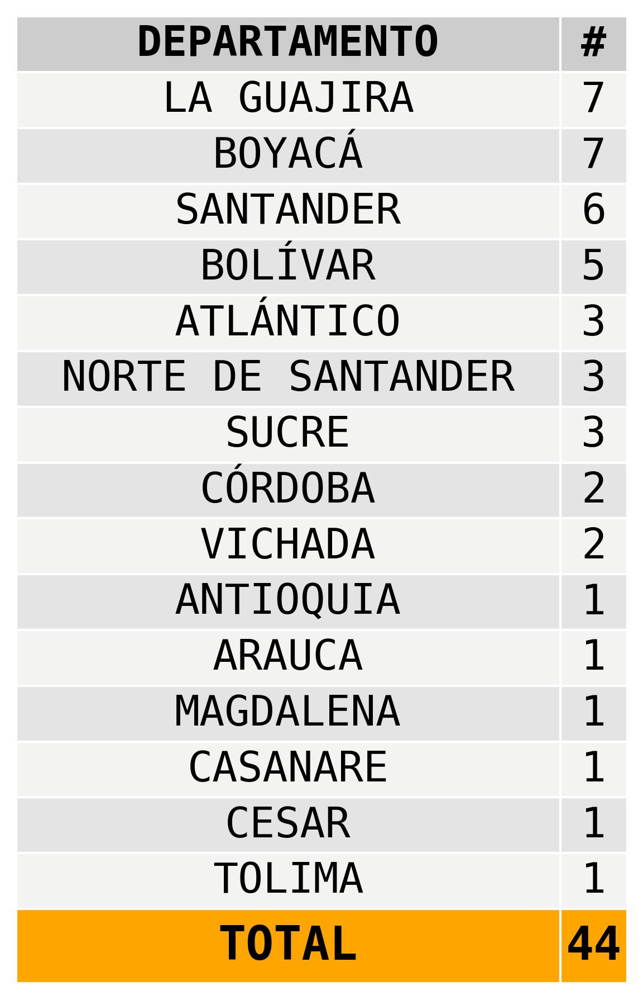 DEPARTAMENTO #
LA GUAJIRA 7
BOYACÁ 7
SANTANDER 6
BOLÍVAR 5
ATLÁNTICO 3
NORTE DE SANTANDER 3
SUCRE 3
CÓRDOBA 2
VICHADA 2
ANTIOQUIA 1
ARAUCA 1
MAGDALENA 1
CASANARE 1
CESAR 1
TOLIMA 1
TOTAL 44